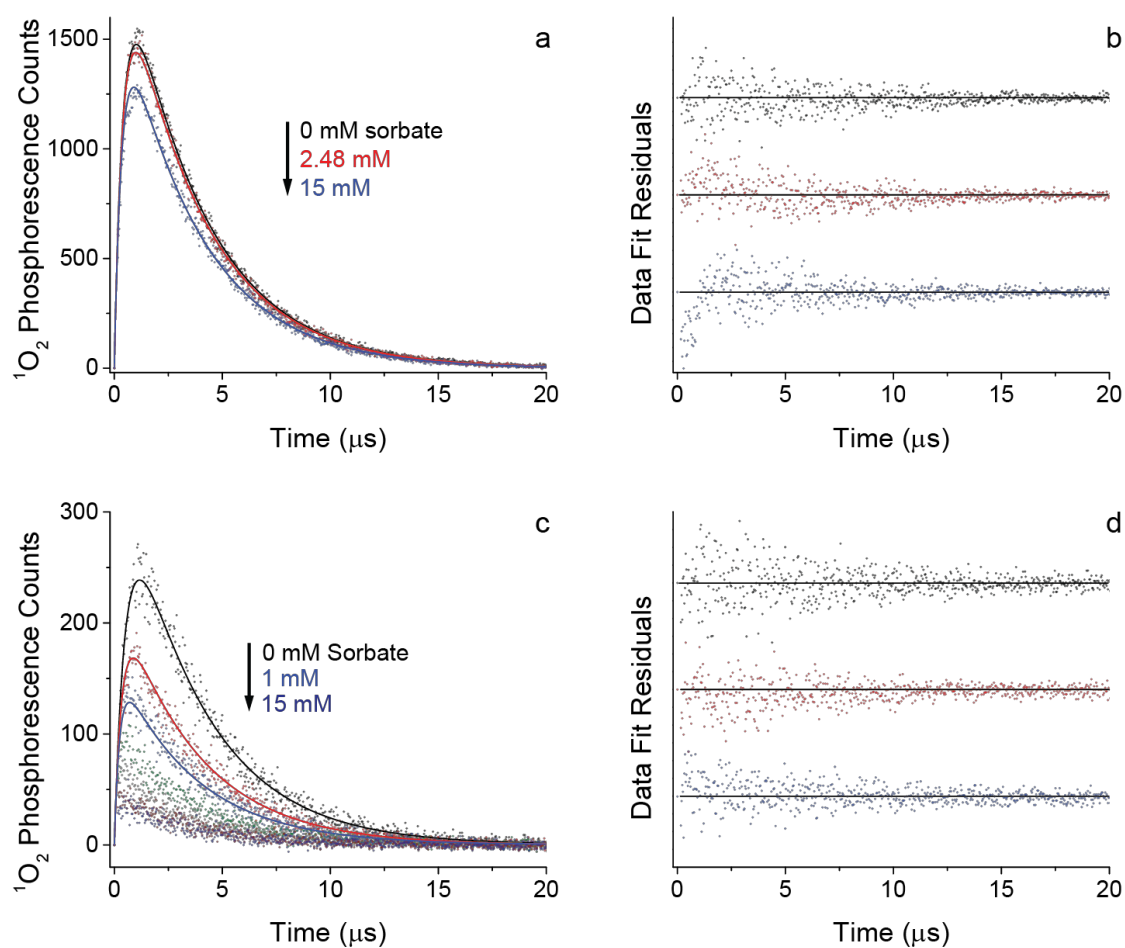 a
¹O₂ Phosphorescence Counts
1500
1000
500
0
0 mM sorbate
2.48 mM
15 mM
0 5 10 15 20
Time (μs)
b
Data Fit Residuals
0 5 10 15 20
Time (μs)
c
¹O₂ Phosphorescence Counts
300
200
100
0
0 mM Sorbate
1 mM
15 mM
0 5 10 15 20
Time (μs)
d
Data Fit Residuals
0 5 10 15 20
Time (μs)